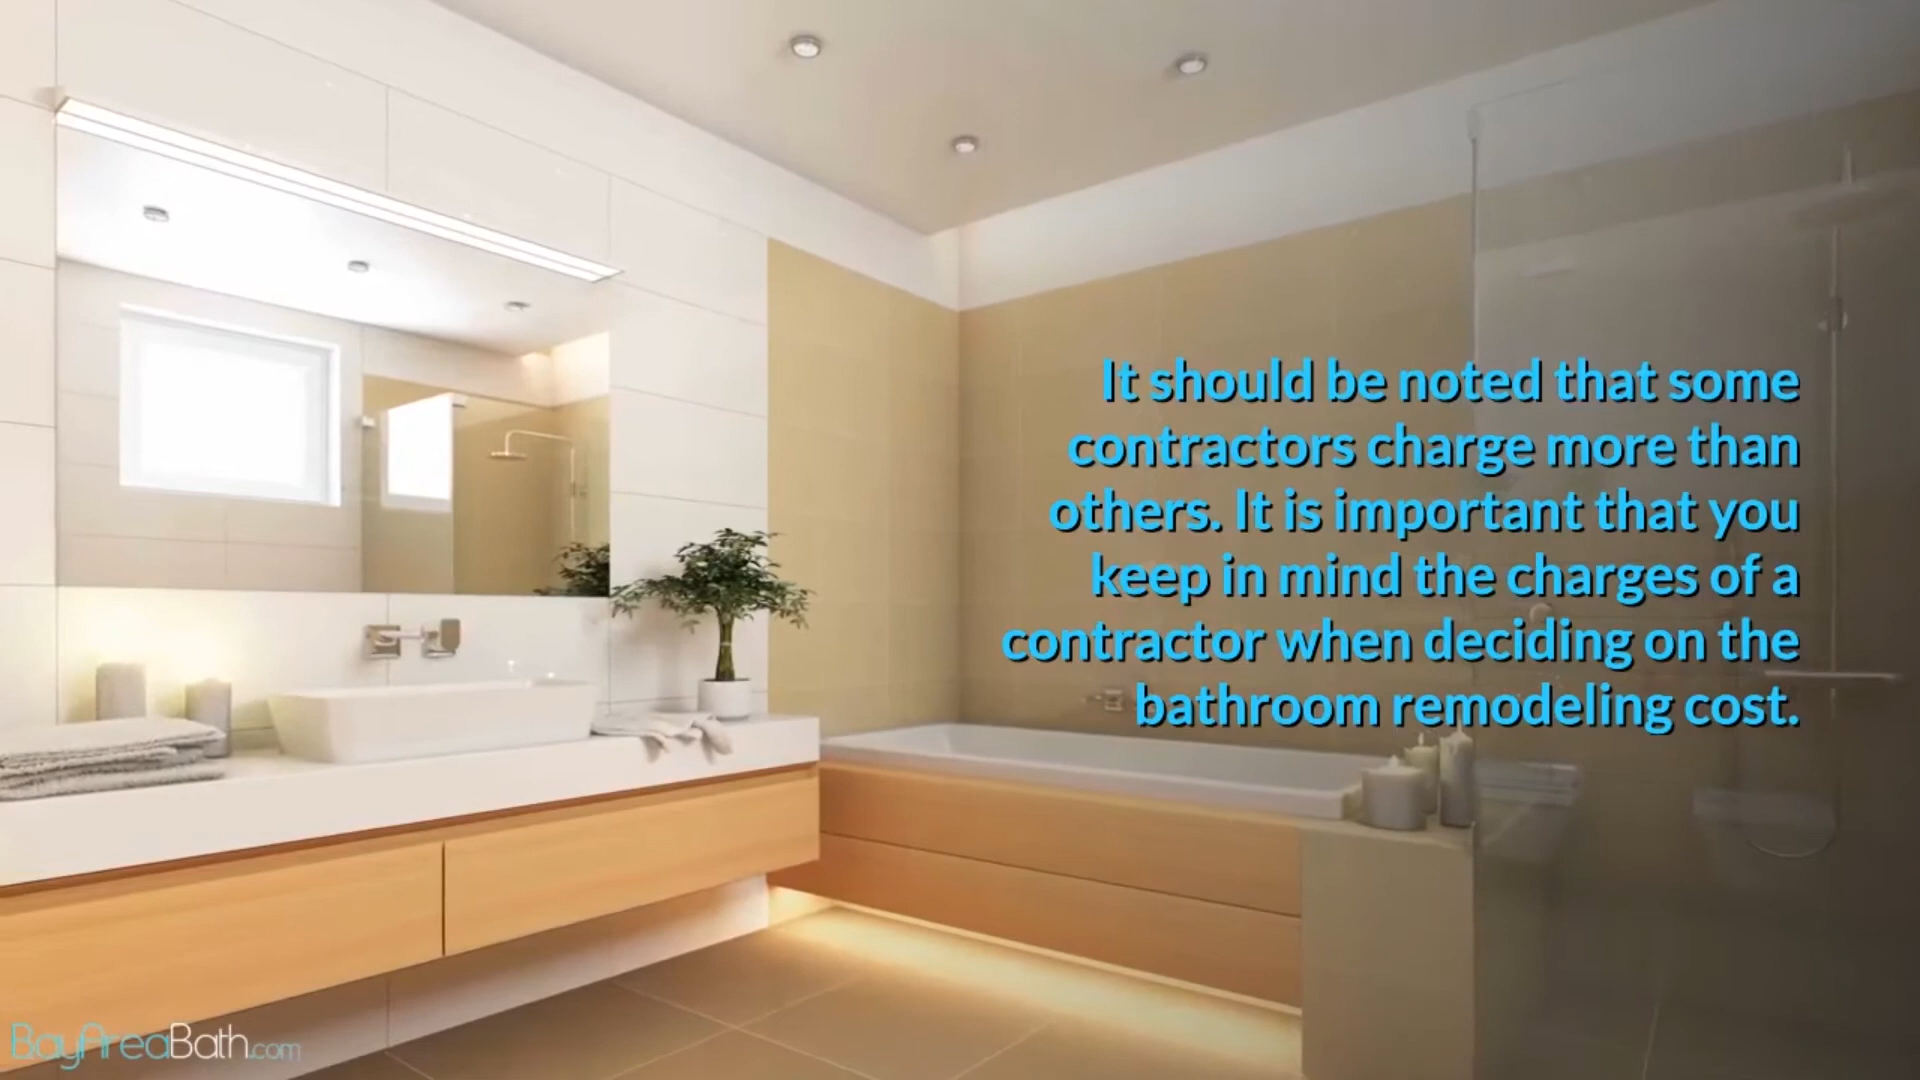 It should be noted that some
contractors charge more than
others. It is important that you
keep in mind the charges of a
contractor when deciding on the
bathroom remodeling cost.
BayAreaBath.com